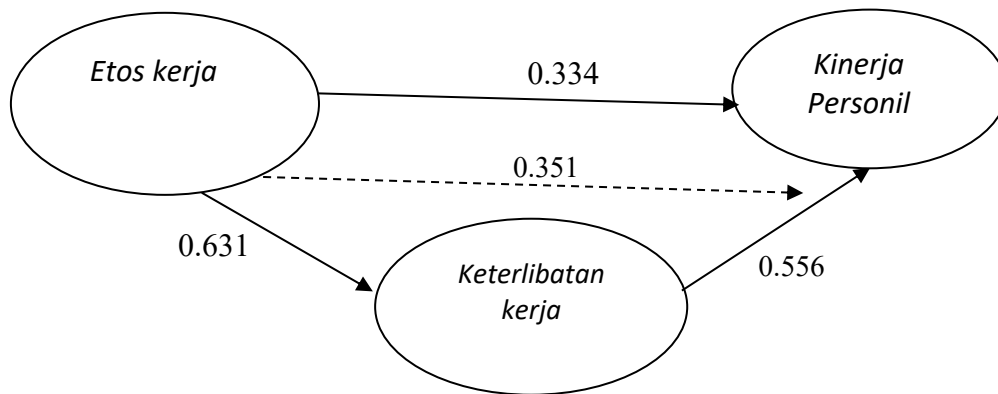 Etos kerja
0.334
Kinerja
Personil
0.351
0.631
Keterlibatan
kerja
0.556